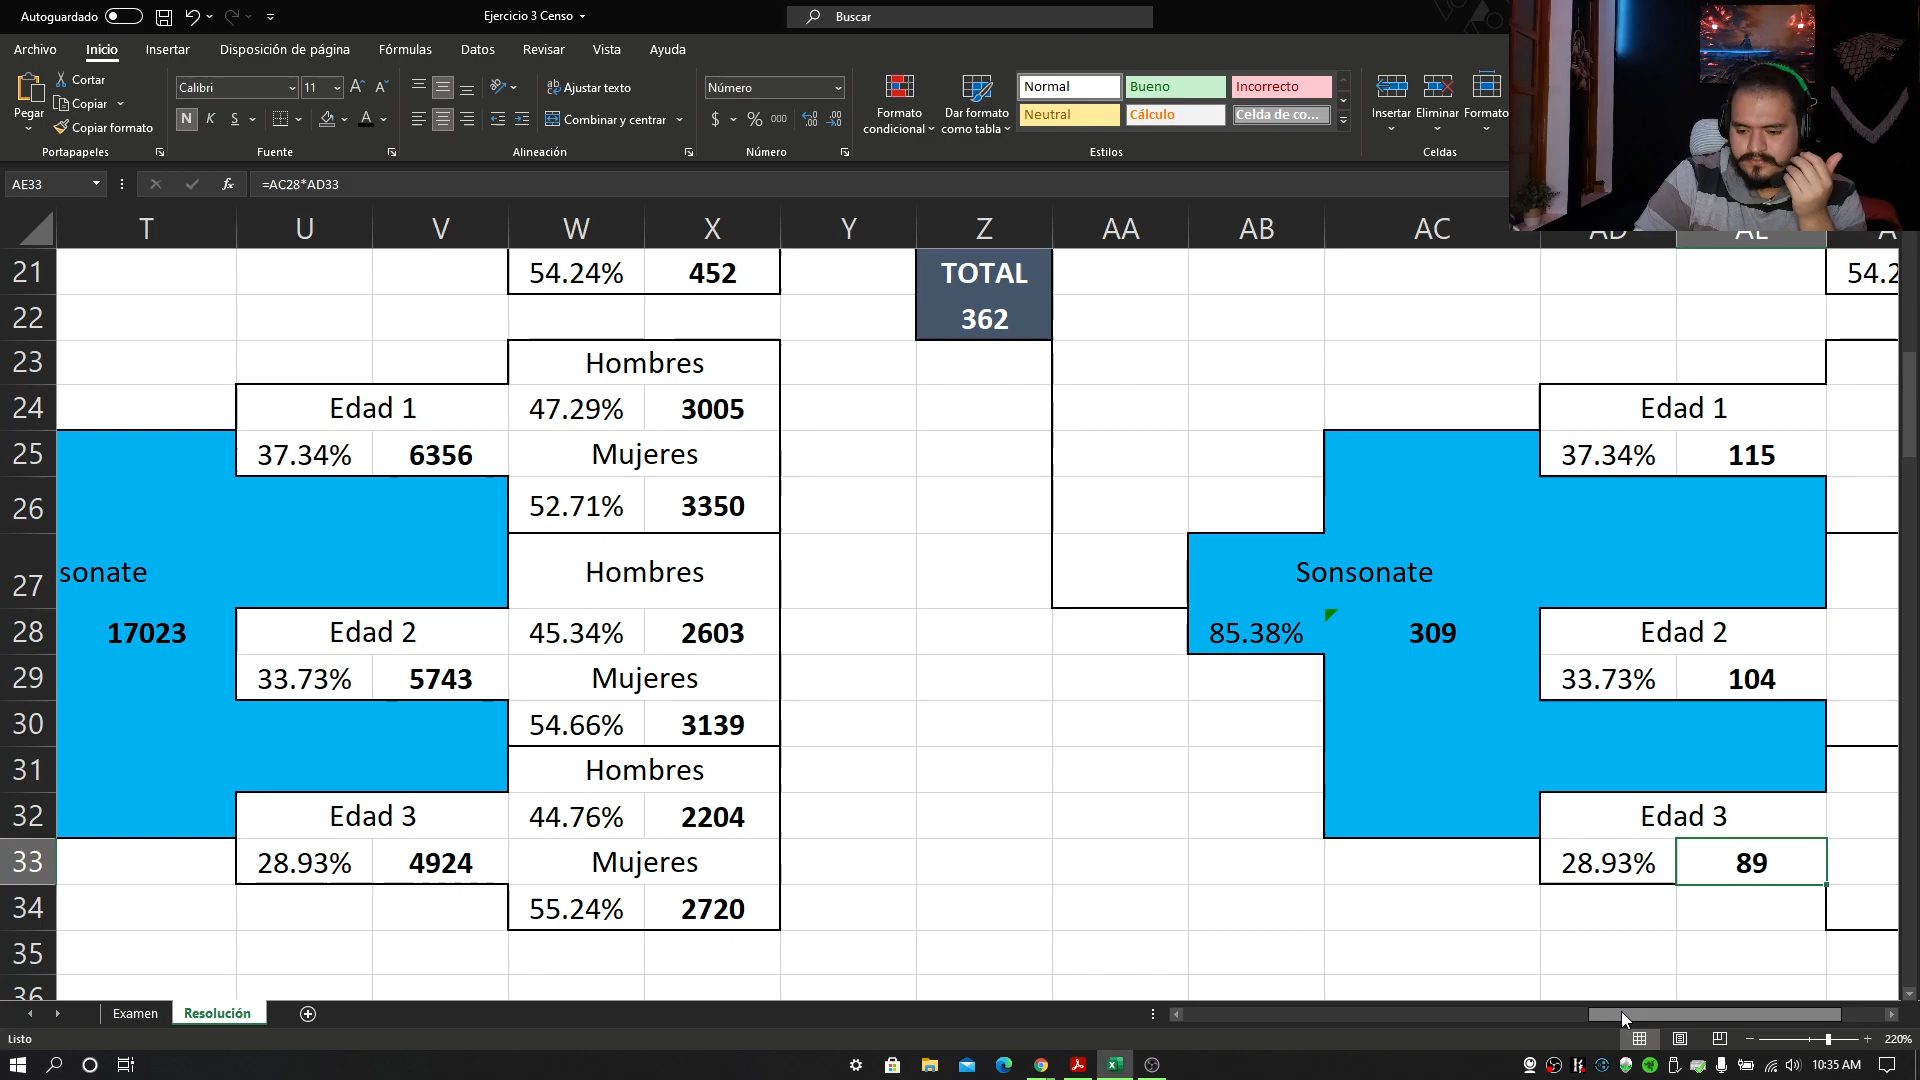 Autoguardado
Ejercicio 3 Censo
Buscar
Archivo Inicio Insertar Disposición de página Fórmulas Datos Revisar Vista Ayuda
Pegar
Cortar
Copiar
Copiar formato
Portapapeles
Calibri 11
N K S
Fuente
Ajustar texto
Combinar y centrar
Alineación
Número
$ % 000
Número
Formato condicional
Dar formato como tabla
Normal Bueno Incorrecto
Neutral Cálculo Celda de co...
Estilos
Insertar Eliminar Formato
Celdas
AE33 fx =AC28*AD33
T U V W X Y Z AA AB AC AD AE
21 54.24% 452 TOTAL 54.2
22 362
23 Hombres
24 Edad 1 47.29% 3005 Edad 1
25 37.34% 6356 Mujeres 37.34% 115
26 52.71% 3350
27 sonate Hombres Sonsonate
28 17023 Edad 2 45.34% 2603 85.38% 309 Edad 2
29 33.73% 5743 Mujeres 33.73% 104
30 54.66% 3139
31 Hombres
32 Edad 3 44.76% 2204 Edad 3
33 28.93% 4924 Mujeres 28.93% 89
34 55.24% 2720
35
36
Examen Resolución
Listo
220%
10:35 AM